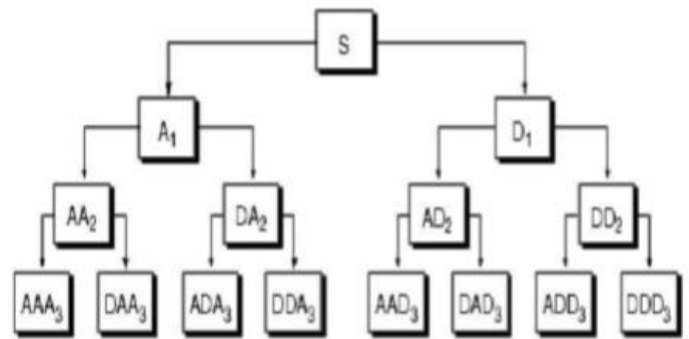 S
A₁ D₁
AA₂ DA₂ AD₂ DD₂
AAA₃ DAA₃ ADA₃ DDA₃ AAD₃ DAD₃ ADD₃ DDD₃